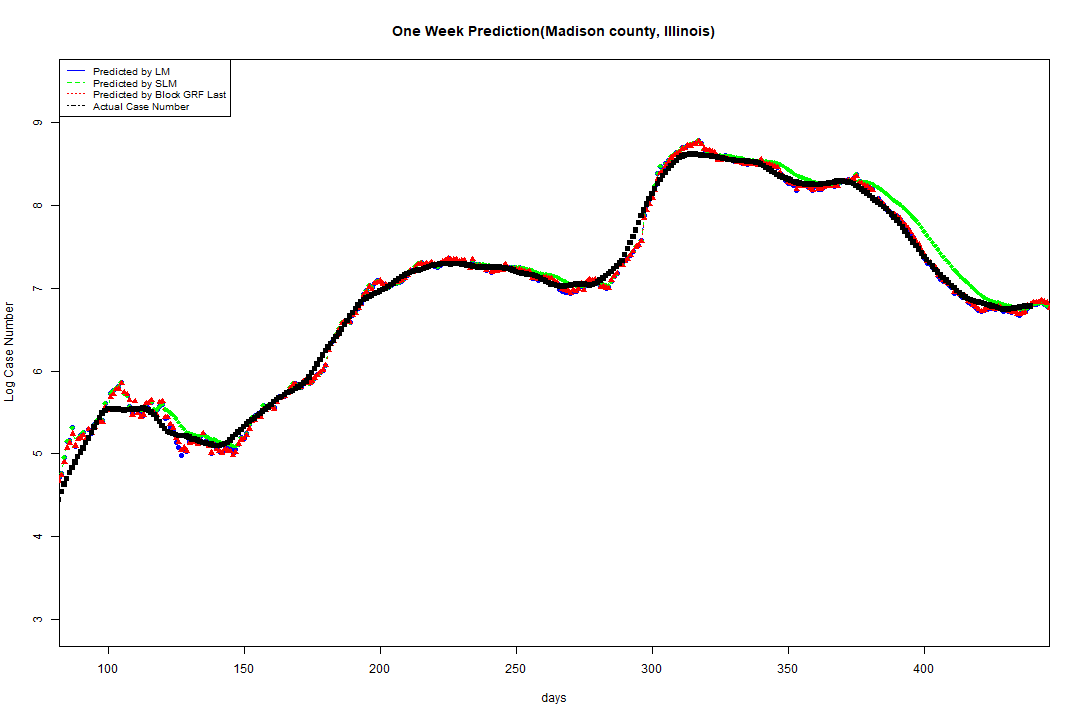 One Week Prediction(Madison county, Illinois)
Predicted by LM
Predicted by SLM
Predicted by Block GRF Last
Actual Case Number
Log Case Number
9
8
7
6
5
4
3
100 150 200 250 300 350 400
days